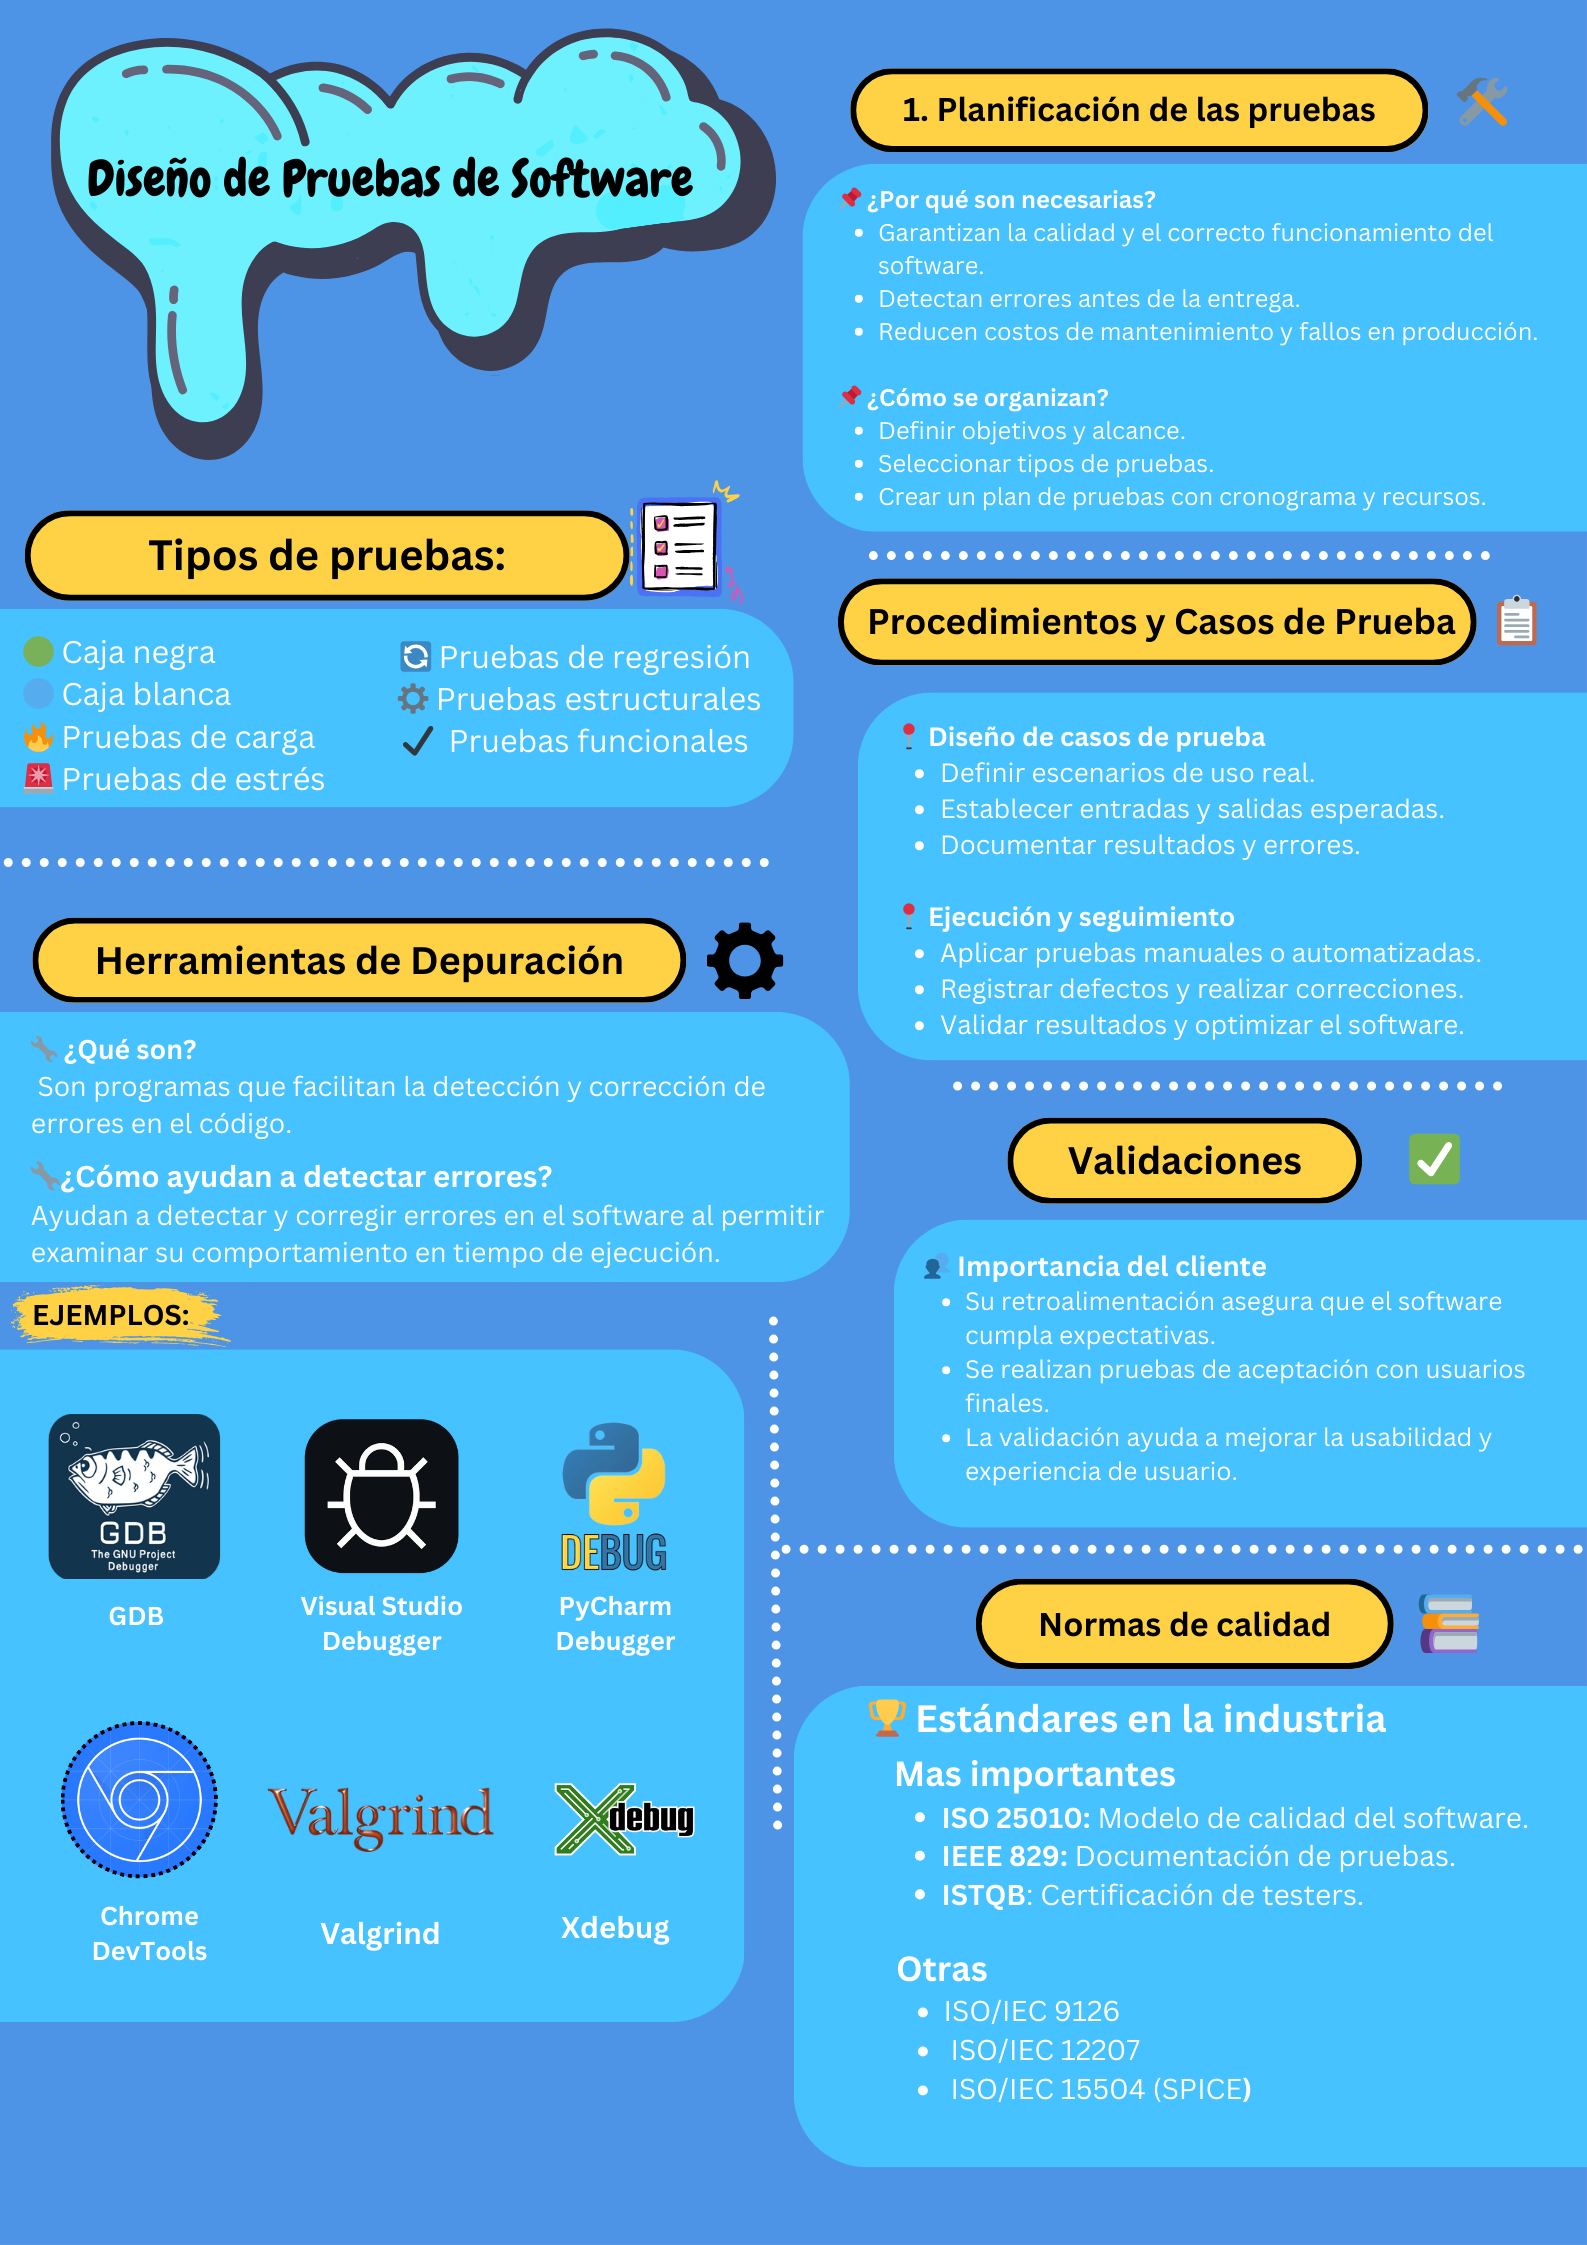 Diseño de Pruebas de Software
Tipos de pruebas:
Caja negra
Caja blanca
Pruebas de carga
Pruebas de estrés
Pruebas de regresión
Pruebas estructurales
Pruebas funcionales
Herramientas de Depuración
¿Qué son?
Son programas que facilitan la detección y corrección de
errores en el código.
¿Cómo ayudan a detectar errores?
Ayudan a detectar y corregir errores en el software al permitir
examinar su comportamiento en tiempo de ejecución.
EJEMPLOS:
GDB
The GNU Project
Debugger
GDB
Visual Studio
Debugger
DEBUG
PyCharm
Debugger
Chrome
DevTools
Valgrind
Valgrind
Xdebug
Xdebug
1. Planificación de las pruebas
¿Por qué son necesarias?
• Garantizan la calidad y el correcto funcionamiento del
software.
• Detectan errores antes de la entrega.
• Reducen costos de mantenimiento y fallos en producción.
¿Cómo se organizan?
• Definir objetivos y alcance.
• Seleccionar tipos de pruebas.
• Crear un plan de pruebas con cronograma y recursos.
Procedimientos y Casos de Prueba
Diseño de casos de prueba
• Definir escenarios de uso real.
• Establecer entradas y salidas esperadas.
• Documentar resultados y errores.
Ejecución y seguimiento
• Aplicar pruebas manuales o automatizadas.
• Registrar defectos y realizar correcciones.
• Validar resultados y optimizar el software.
Validaciones
Importancia del cliente
• Su retroalimentación asegura que el software
cumpla expectativas.
• Se realizan pruebas de aceptación con usuarios
finales.
• La validación ayuda a mejorar la usabilidad y
experiencia de usuario.
Normas de calidad
Estándares en la industria
Mas importantes
• ISO 25010: Modelo de calidad del software.
• IEEE 829: Documentación de pruebas.
• ISTQB: Certificación de testers.
Otras
• ISO/IEC 9126
• ISO/IEC 12207
• ISO/IEC 15504 (SPICE)